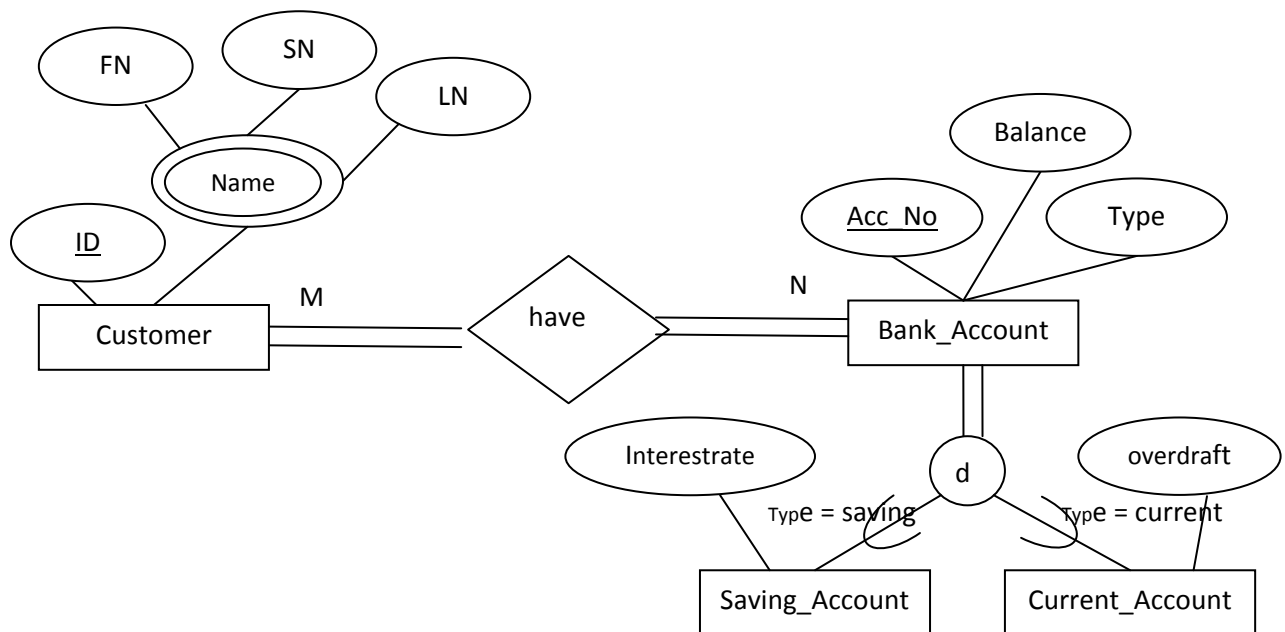 FN
SN
LN
Name
ID
Customer
M
have
N
Balance
Acc_No
Type
Bank_Account
Interestrate
d
overdraft
Type = saving
Type = current
Saving_Account
Current_Account